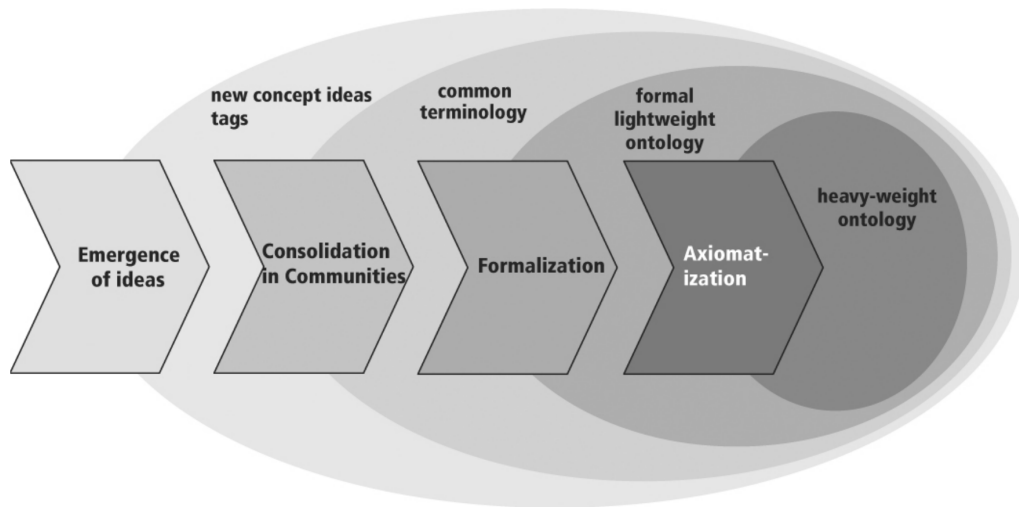 new concept ideas
tags
common
terminology
formal
lightweight
ontology
heavy-weight
ontology
Emergence
of ideas
Consolidation
in Communities
Formalization
Axiomat-
ization